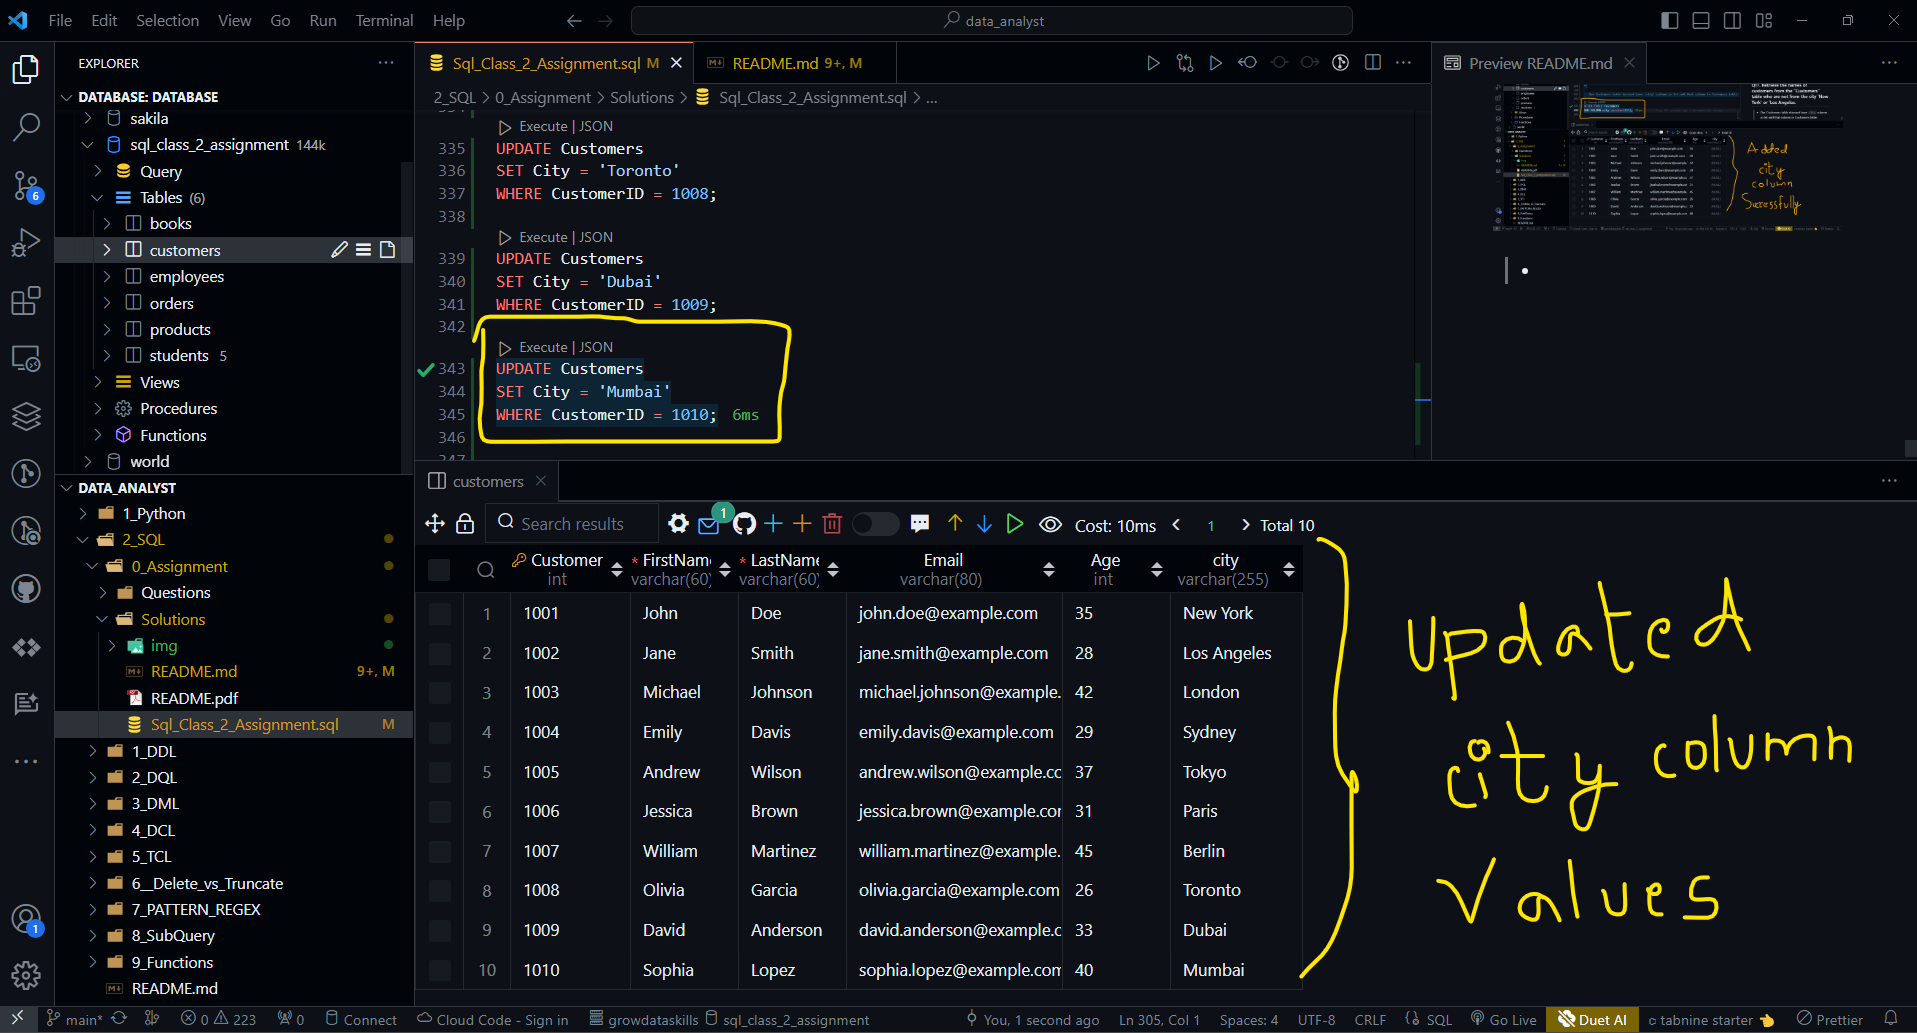 File Edit Selection View Go Run Terminal Help
data_analyst
EXPLORER
DATABASE: DATABASE
sakila
sql_class_2_assignment 144k
Query
Tables (6)
books
customers
employees
orders
products
students 5
Views
Procedures
Functions
world
DATA_ANALYST
1_Python
2_SQL
0_Assignment
Questions
Solutions
img
README.md 9+, M
README.pdf
Sql_Class_2_Assignment.sql M
1_DDL
2_DQL
3_DML
4_DCL
5_TCL
6__Delete_vs_Truncate
7_PATTERN_REGEX
8_SubQuery
9_Functions
README.md
6
1
Sql_Class_2_Assignment.sql M
README.md 9+, M
2_SQL > 0_Assignment > Solutions > Sql_Class_2_Assignment.sql > ...
Execute | JSON
335 UPDATE Customers
336 SET City = 'Toronto'
337 WHERE CustomerID = 1008;
338
Execute | JSON
339 UPDATE Customers
340 SET City = 'Dubai'
341 WHERE CustomerID = 1009;
342
Execute | JSON
343 UPDATE Customers
344 SET City = 'Mumbai'
345 WHERE CustomerID = 1010; 6ms
346
Preview README.md
Added
city
column
Successfully
customers
Search results
1
Cost: 10ms < 1 > Total 10
Customer FirstNam LastName Email Age city
int varchar(60) varchar(60) varchar(80) int varchar(255)
1 1001 John Doe john.doe@example.com 35 New York
2 1002 Jane Smith jane.smith@example.com 28 Los Angeles
3 1003 Michael Johnson michael.johnson@example. 42 London
4 1004 Emily Davis emily.davis@example.com 29 Sydney
5 1005 Andrew Wilson andrew.wilson@example.cc 37 Tokyo
6 1006 Jessica Brown jessica.brown@example.cor 31 Paris
7 1007 William Martinez william.martinez@example. 45 Berlin
8 1008 Olivia Garcia olivia.garcia@example.com 26 Toronto
9 1009 David Anderson david.anderson@example.c 33 Dubai
10 1010 Sophia Lopez sophia.lopez@example.com 40 Mumbai
Updated
city column
Values
main* 0 223 0 Connect Cloud Code - Sign in growdataskills sql_class_2_assignment You, 1 second ago Ln 305, Col 1 Spaces: 4 UTF-8 CRLF SQL Go Live Duet AI tabnine starter Prettier